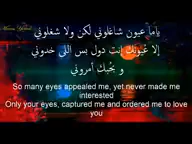 ياما عيون شاغلوني لكن ولا شغلوني
إلا عيونك إنت دول بس اللي خدوني
و بحبك أمروني
So many eyes appealed me, yet never made me
interested
Only your eyes, captured me and ordered me to love
you